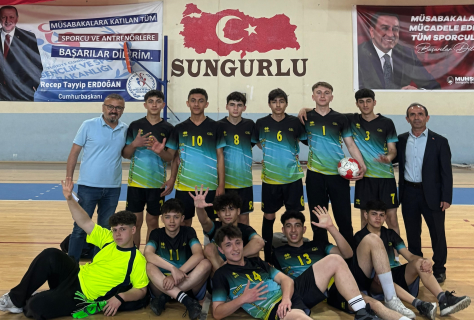 MÜSABAKALARA KATILAN TÜM
SPORCU VE ANTRENÖRLERE
BAŞARILAR DİLERİM.
Recep Tayyip ERDOĞAN
Cumhurbaşkanı
SUNGURLU
MÜSABAKALARA
MÜCADELE EDE
TÜM SPORCUL
MUHS
10
8
6
1
3
11
14
13